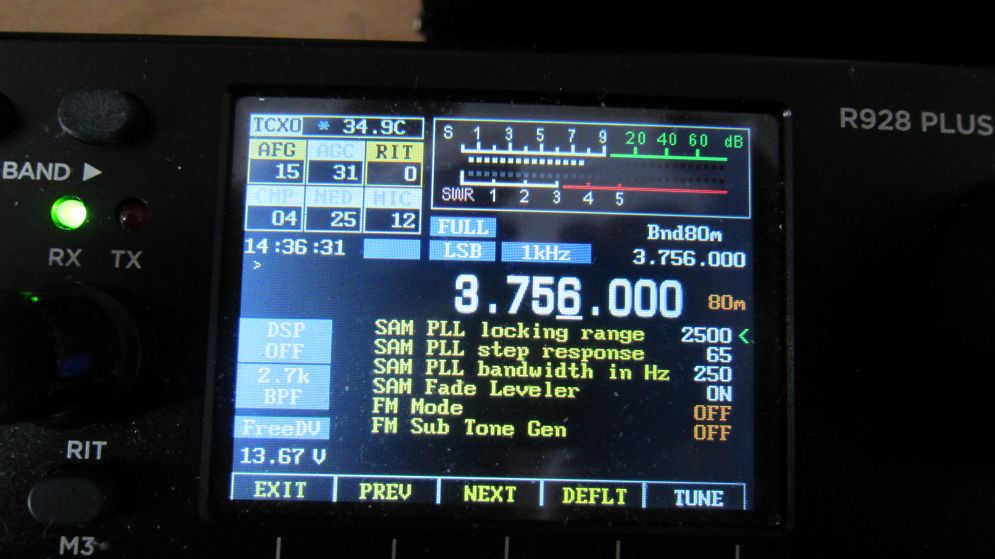 R928 PLUS
TCXO * 34.9C
AFG AGC RIT
15 31 0
CMP MED MIC
04 25 12
S 1 3 5 7 9 20 40 60 dB
SWR 1 2 3 4 5
BAND ▶
RX TX
14:36:31
>
FULL
LSB 1kHz
Bnd80m
3.756.000
3.756.000 80m
DSP
OFF
2.7k
BPF
FreeDV
13.67 V
SAM PLL locking range 2500 <
SAM PLL step response 65
SAM PLL bandwidth in Hz 250
SAM Fade Leveler ON
FM Mode OFF
FM Sub Tone Gen OFF
EXIT PREV NEXT DEFLT TUNE
RIT
M3